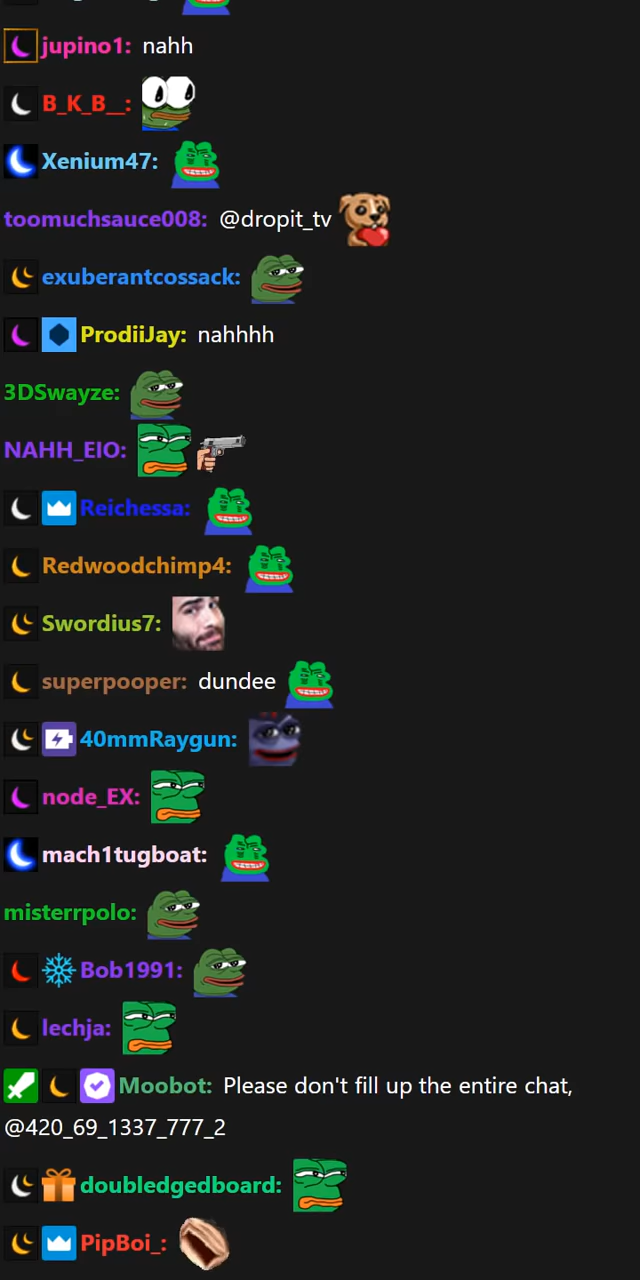 jupino1: nahh
B_K_B__:
Xenium47:
toomuchsauce008: @dropit_tv
exuberantcossack:
ProdiiJay: nahhhh
3DSwayze:
NAHH_EIO:
Reichessa:
Redwoodchimp4:
Swordius7:
superpooper: dundee
40mmRaygun:
node_EX:
mach1tugboat:
misterrpolo:
Bob1991:
lechja:
Moobot: Please don't fill up the entire chat,
@420_69_1337_777_2
doubledgedboard:
PipBoi_: